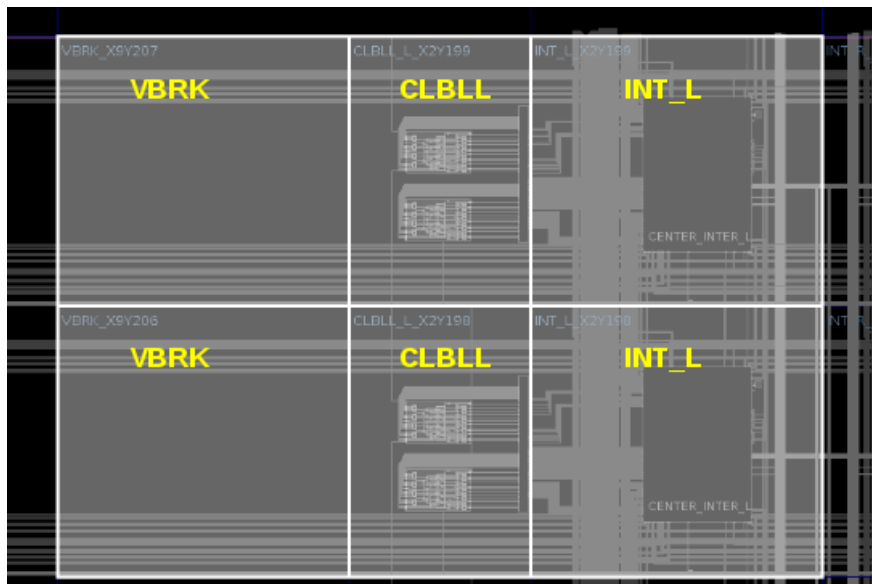 VBRK_X9Y207 CLBLL_L_X2Y199 INT_L_X2Y199
VBRK CLBLL INT_L
CENTER_INTER_L
VBRK_X9Y206 CLBLL_L_X2Y198 INT_L_X2Y198
VBRK CLBLL INT_L
CENTER_INTER_L